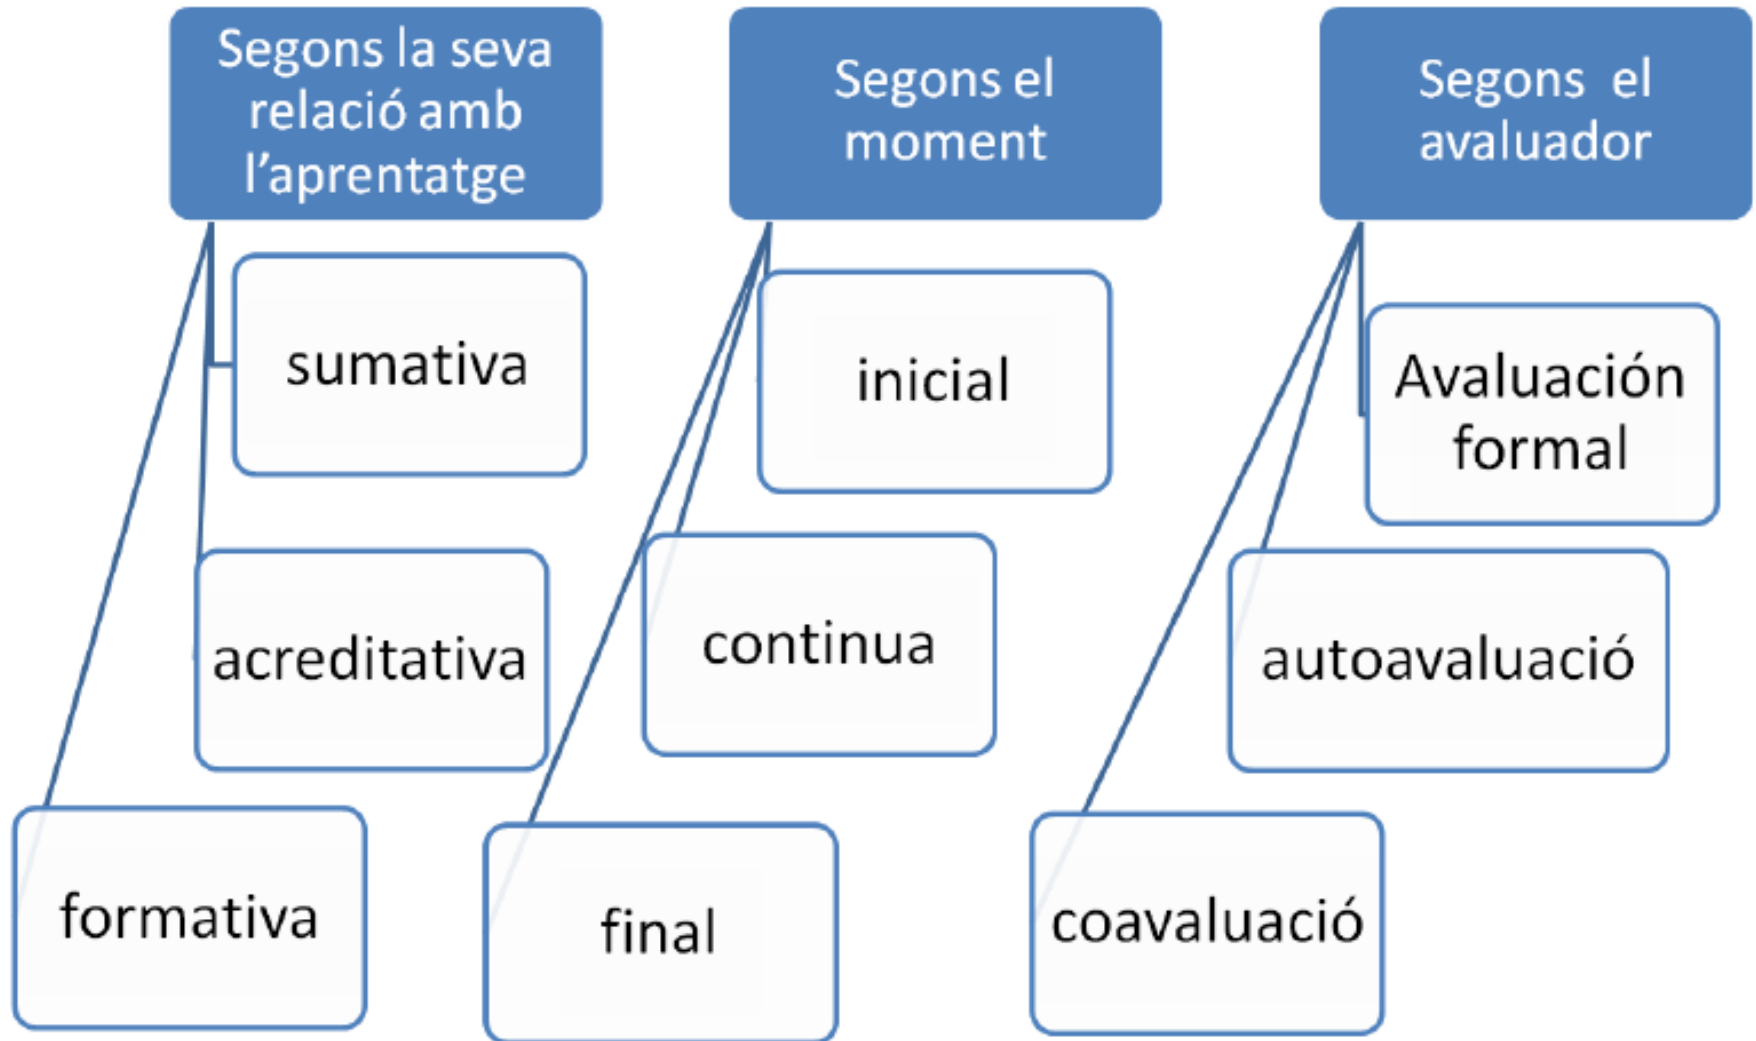 Segons la seva
relació amb
l’aprentatge
sumativa
acreditativa
formativa
Segons el
moment
inicial
continua
final
Segons el
avaluador
Avaluación
formal
autoavaluació
coavaluació